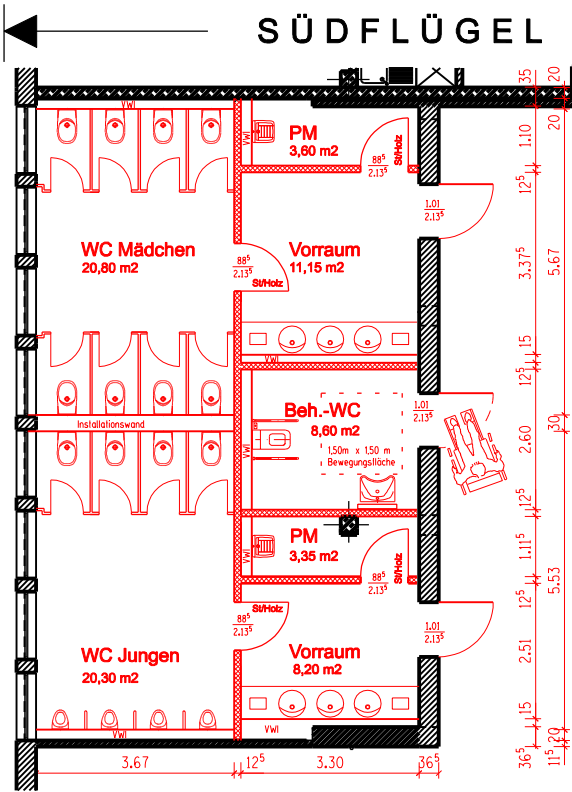 SÜDFLÜGEL
VWI
VWI
PM
3,60 m2
88⁵
2.13⁵
St/Holz
1.01
2.13⁵
WC Mädchen
20,80 m2
88⁵
2.13⁵
St/Holz
Vorraum
11,15 m2
VWI
Installationswand
Beh.-WC
8,60 m2
VWI
1,50m x 1,50 m
Bewegungsfläche
1.01
2.13⁵
VWI
PM
3,35 m2
88⁵
2.13⁵
St/Holz
St/Holz
88⁵
2.13⁵
1.01
2.13⁵
WC Jungen
20,30 m2
Vorraum
8,20 m2
VWI
VWI
35
20
20
1.10
12⁵
3.37⁵
5.67
15
12⁵
30
2.60
12⁵
1.11⁵
5.53
12⁵
2.51
15
20
36⁵
11⁵
3.67
12⁵
3.30
36⁵